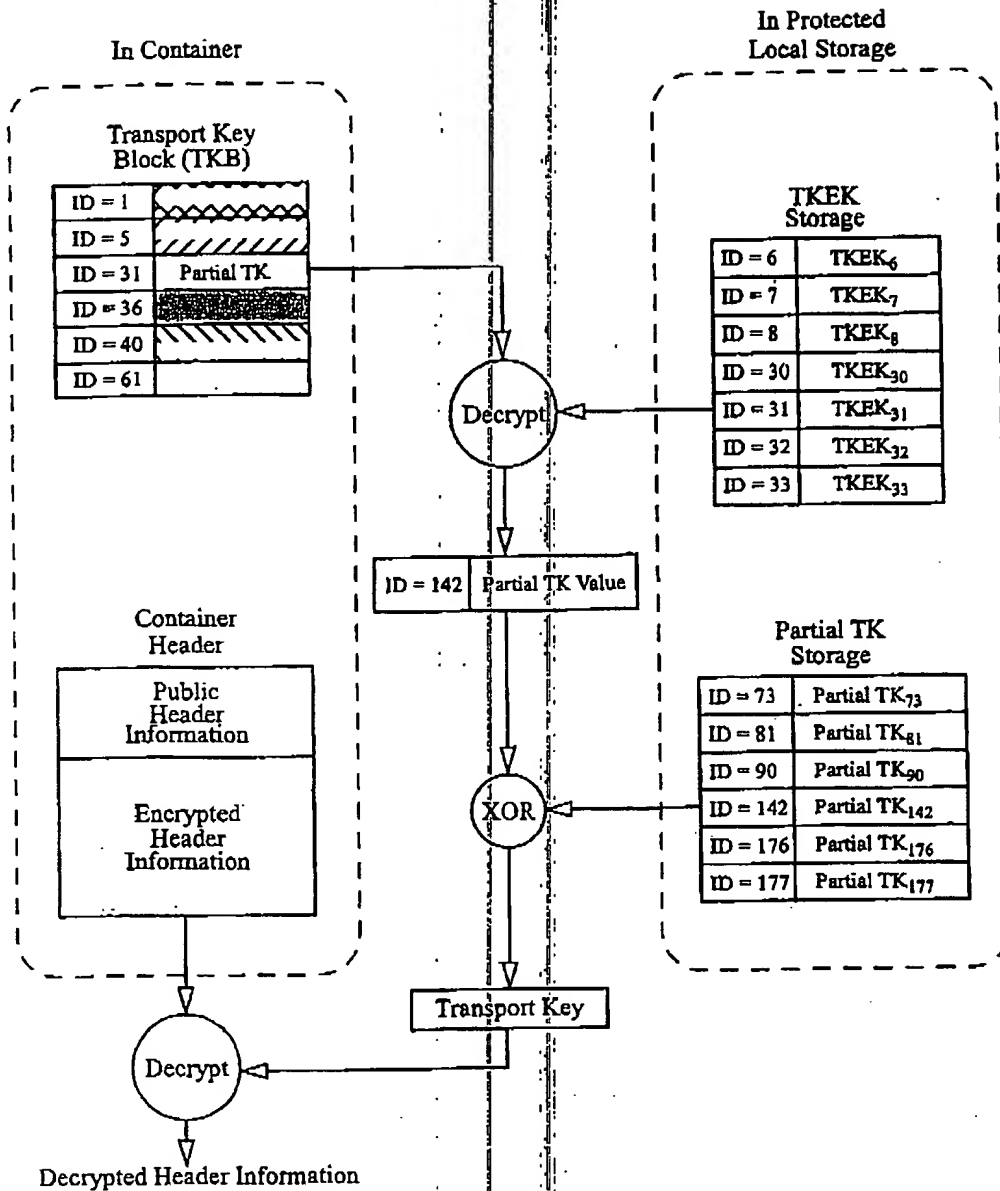 In Container
In Protected
Local Storage
Transport Key
Block (TKB)
ID = 1
ID = 5
ID = 31 Partial TK
ID = 36
ID = 40
ID = 61
TKEK
Storage
ID = 6 TKEK6
ID = 7 TKEK7
ID = 8 TKEK8
ID = 30 TKEK30
ID = 31 TKEK31
ID = 32 TKEK32
ID = 33 TKEK33
Decrypt
ID = 142 Partial TK Value
Container
Header
Public
Header
Information
Encrypted
Header
Information
Partial TK
Storage
ID = 73 Partial TK73
ID = 81 Partial TK81
ID = 90 Partial TK90
ID = 142 Partial TK142
ID = 176 Partial TK176
ID = 177 Partial TK177
XOR
Transport Key
Decrypt
Decrypted Header Information